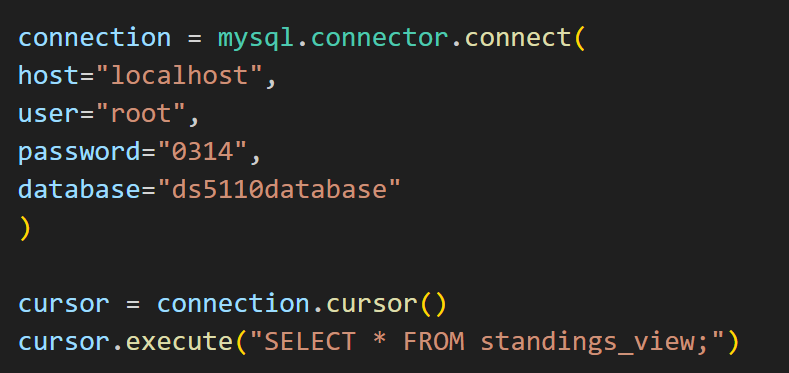 connection = mysql.connector.connect(
host="localhost",
user="root",
password="0314",
database="ds5110database"
)
cursor = connection.cursor()
cursor.execute("SELECT * FROM standings_view;")